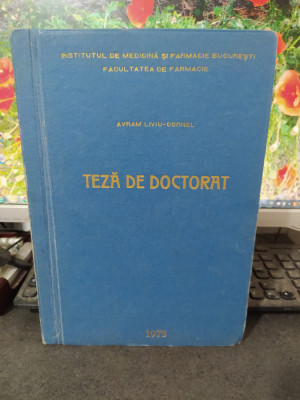 INSTITUTUL DE MEDICINĂ ȘI FARMACIE BUCUREȘTI
FACULTATEA DE FARMACIE
AVRAM LIVIU-CORNEL
TEZĂ DE DOCTORAT
1973